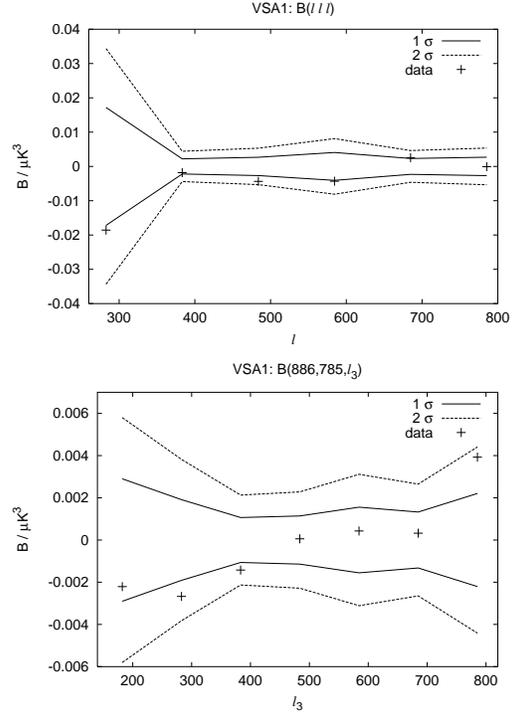 VSA1: B(l l l)
0.04
0.03
0.02
0.01
0
-0.01
-0.02
-0.03
-0.04
B / μK³
1 σ
2 σ
data
300 400 500 600 700 800
l
VSA1: B(886,785,l₃)
0.006
0.004
0.002
0
-0.002
-0.004
-0.006
B / μK³
1 σ
2 σ
data
200 300 400 500 600 700 800
l₃